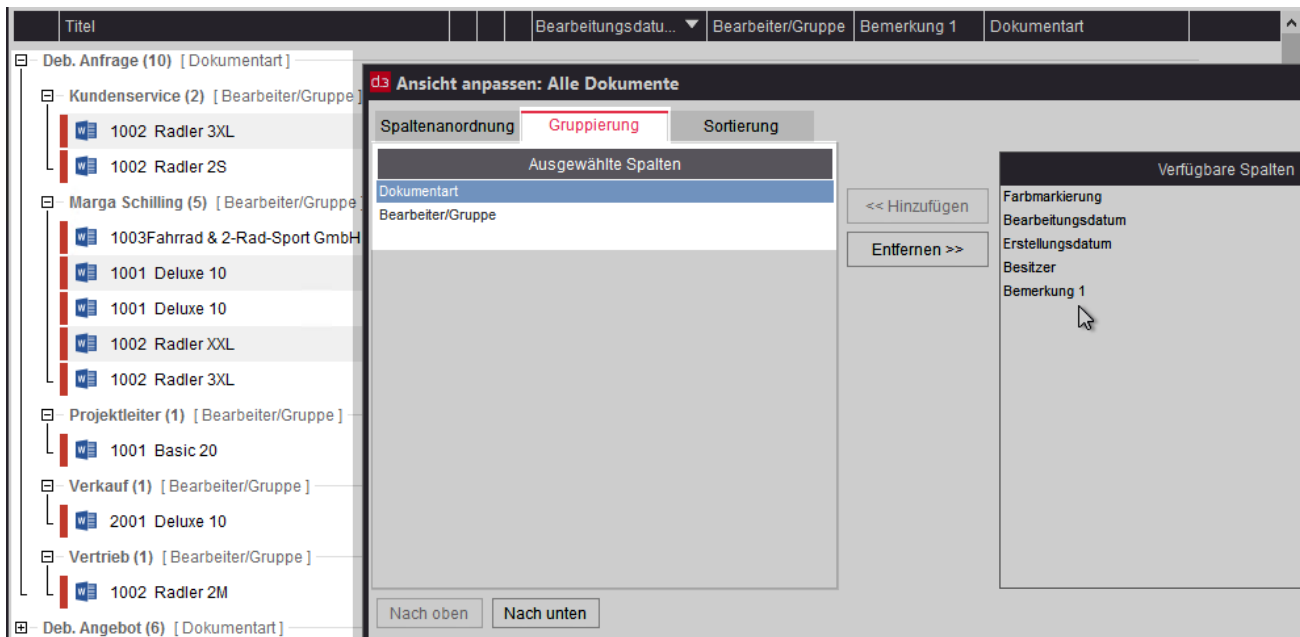 Titel Bearbeitungsdatu... Bearbeiter/Gruppe Bemerkung 1 Dokumentart
Deb. Anfrage (10) [ Dokumentart ]
Kundenservice (2) [ Bearbeiter/Gruppe ]
1002 Radler 3XL
1002 Radler 2S
Marga Schilling (5) [ Bearbeiter/Gruppe
1003Fahrrad & 2-Rad-Sport GmbH
1001 Deluxe 10
1001 Deluxe 10
1002 Radler XXL
1002 Radler 3XL
Projektleiter (1) [ Bearbeiter/Gruppe ]
1001 Basic 20
Verkauf (1) [ Bearbeiter/Gruppe ]
2001 Deluxe 10
Vertrieb (1) [ Bearbeiter/Gruppe ]
1002 Radler 2M
Deb. Angebot (6) [ Dokumentart ]
d3 Ansicht anpassen: Alle Dokumente
Spaltenanordnung Gruppierung Sortierung
Ausgewählte Spalten
Dokumentart
Bearbeiter/Gruppe
<< Hinzufügen
Entfernen >>
Verfügbare Spalten
Farbmarkierung
Bearbeitungsdatum
Erstellungsdatum
Besitzer
Bemerkung 1
Nach oben Nach unten